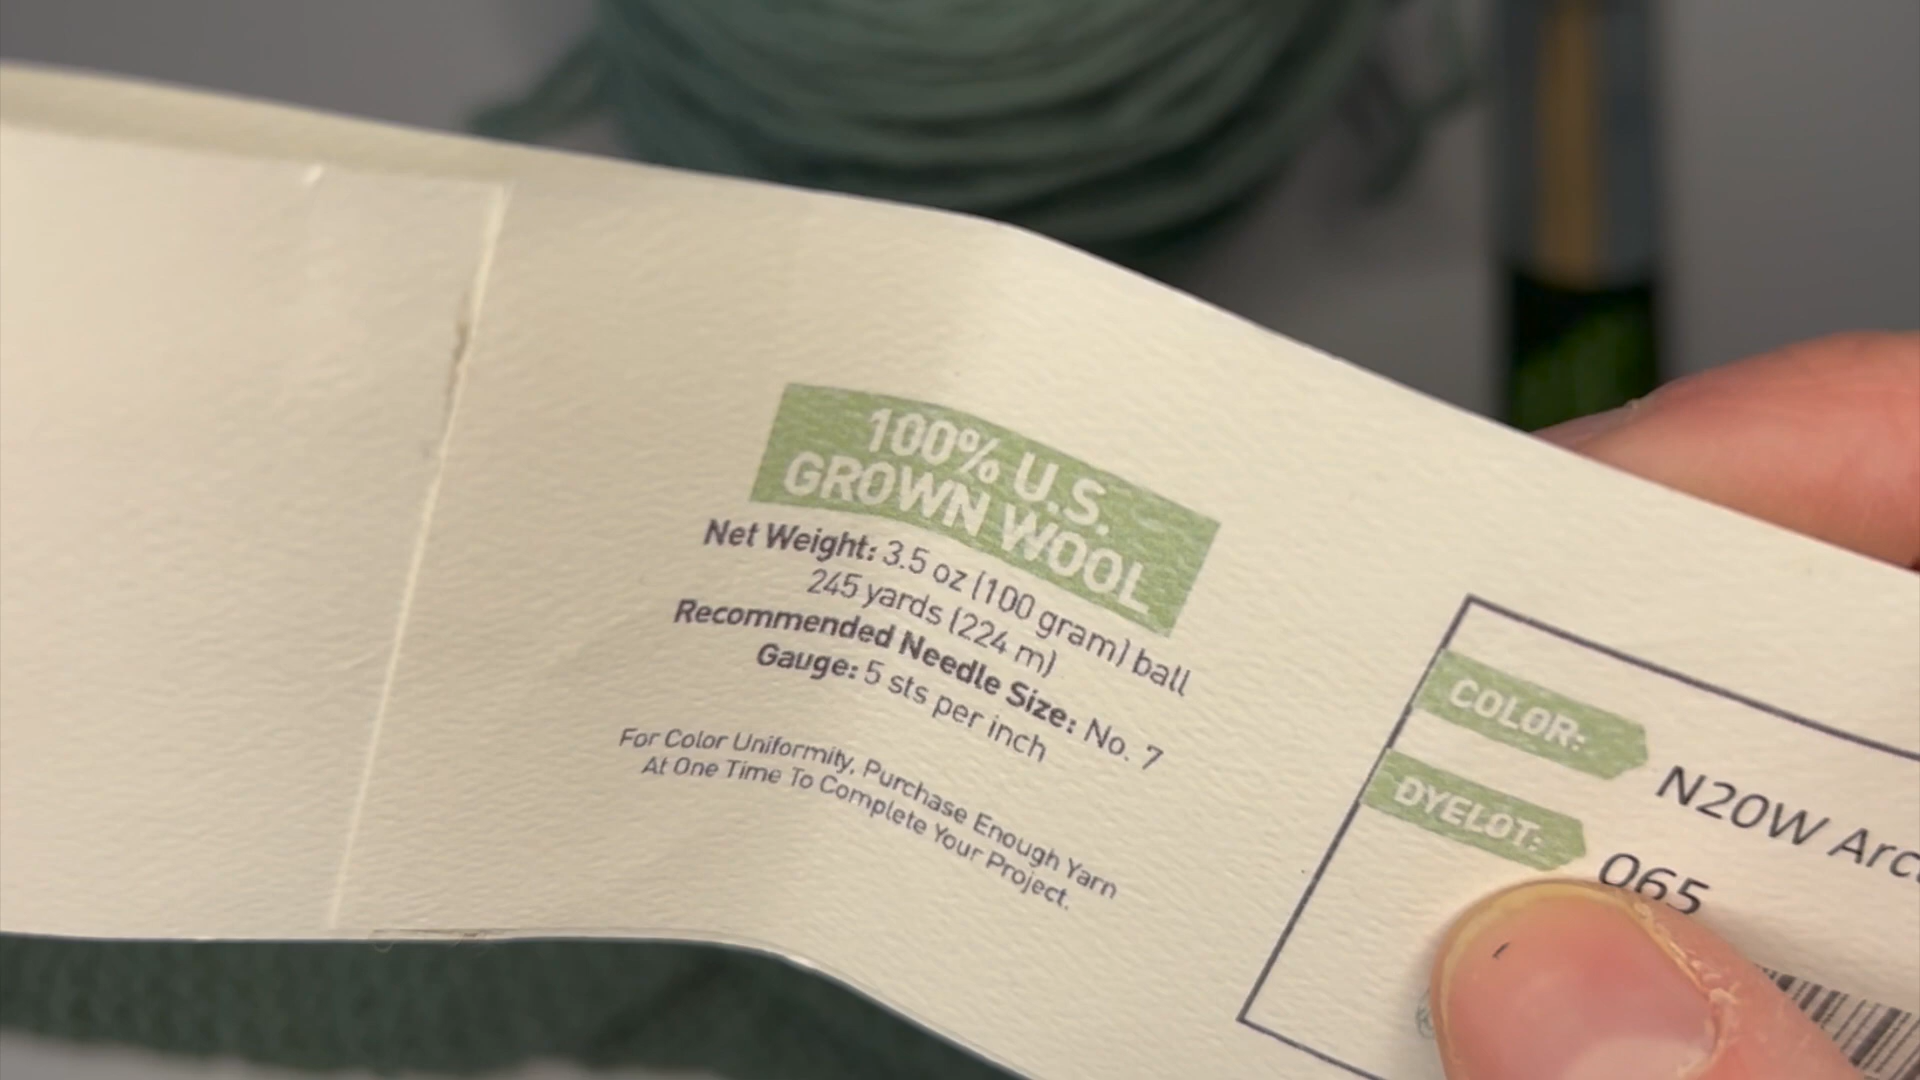 100% U.S.
GROWN WOOL
Net Weight: 3.5 oz (100 gram) ball
245 yards (224 m)
Recommended Needle Size: No. 7
Gauge: 5 sts per inch
For Color Uniformity, Purchase Enough Yarn
At One Time To Complete Your Project.
COLOR:
N20W
DYELOT:
065